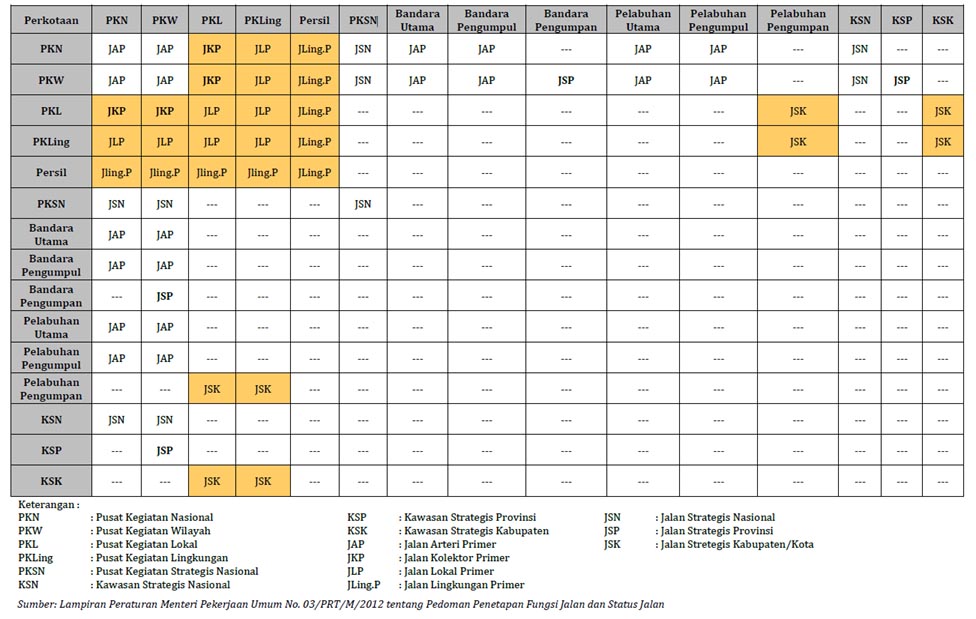 Perkotaan PKN PKW PKL PKLing Persil PKSN Bandara Utama Bandara Pengumpul Bandara Pengumpan Pelabuhan Utama Pelabuhan Pengumpul Pelabuhan Pengumpan KSN KSP KSK
PKN JAP JAP JKP JLP JLing.P JSN JAP JAP --- JAP JAP --- JSN --- ---
PKW JAP JAP JKP JLP JLing.P JSN JAP JAP JSP JAP JAP --- JSN JSP ---
PKL JKP JKP JLP JLP JLing.P --- --- --- --- --- --- JSK --- --- JSK
PKLing JLP JLP JLP JLP JLing.P --- --- --- --- --- --- JSK --- --- JSK
Persil Jling.P Jling.P Jling.P Jling.P JLing.P --- --- --- --- --- --- --- --- --- ---
PKSN JSN JSN --- --- --- JSN --- --- --- --- --- --- --- --- ---
Bandara Utama JAP JAP --- --- --- --- --- --- --- --- --- --- --- --- ---
Bandara Pengumpul JAP JAP --- --- --- --- --- --- --- --- --- --- --- --- ---
Bandara Pengumpan --- JSP --- --- --- --- --- --- --- --- --- --- --- --- ---
Pelabuhan Utama JAP JAP --- --- --- --- --- --- --- --- --- --- --- --- ---
Pelabuhan Pengumpul JAP JAP --- --- --- --- --- --- --- --- --- --- --- --- ---
Pelabuhan Pengumpan --- --- JSK JSK --- --- --- --- --- --- --- --- --- --- ---
KSN JSN JSN --- --- --- --- --- --- --- --- --- --- --- --- ---
KSP --- JSP --- --- --- --- --- --- --- --- --- --- --- --- ---
KSK --- --- JSK JSK --- --- --- --- --- --- --- --- --- --- ---
Keterangan :
PKN : Pusat Kegiatan Nasional KSP : Kawasan Strategis Provinsi JSN : Jalan Strategis Nasional
PKW : Pusat Kegiatan Wilayah KSK : Kawasan Strategis Kabupaten JSP : Jalan Strategis Provinsi
PKL : Pusat Kegiatan Lokal JAP : Jalan Arteri Primer JSK : Jalan Stretegis Kabupaten/Kota
PKLing : Pusat Kegiatan Lingkungan JKP : Jalan Kolektor Primer
PKSN : Pusat Kegiatan Strategis Nasional JLP : Jalan Lokal Primer
KSN : Kawasan Strategis Nasional JLing.P : Jalan Lingkungan Primer
Sumber: Lampiran Peraturan Menteri Pekerjaan Umum No. 03/PRT/M/2012 tentang Pedoman Penetapan Fungsi Jalan dan Status Jalan